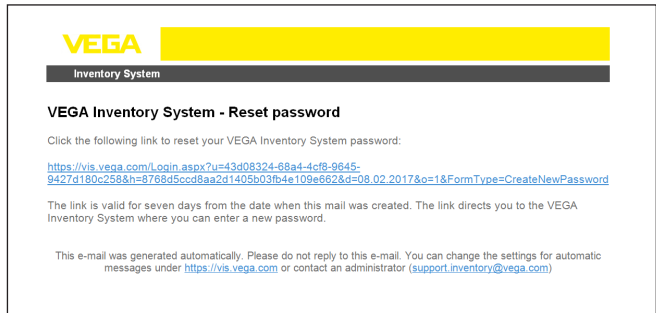 VEGA
Inventory System
VEGA Inventory System - Reset password
Click the following link to reset your VEGA Inventory System password:
https://vis.vega.com/Login.aspx?u=43d08324-68a4-4cf8-9645-
9427d180c258&h=8768d5ccd8aa2d1405b03fb4e109e662&d=08.02.2017&o=1&FormType=CreateNewPassword
The link is valid for seven days from the date when this mail was created. The link directs you to the VEGA
Inventory System where you can enter a new password.
This e-mail was generated automatically. Please do not reply to this e-mail. You can change the settings for automatic
messages under https://vis.vega.com or contact an administrator (support.inventory@vega.com)